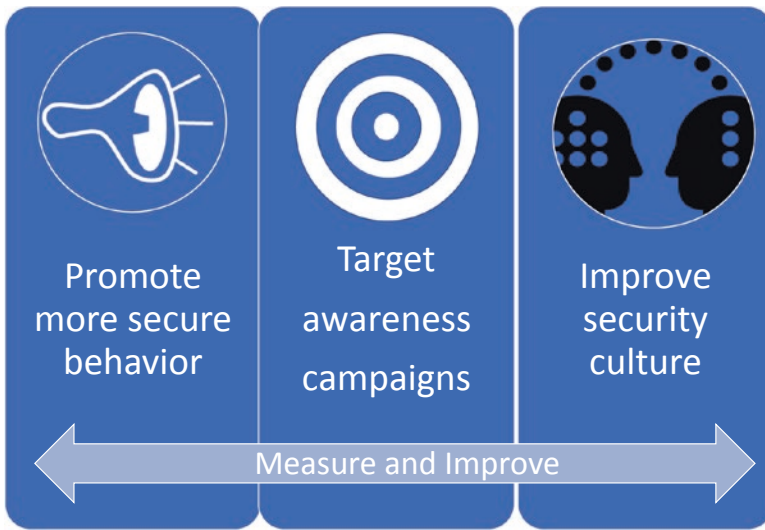 Promote
more secure
behavior
Target
awareness
campaigns
Improve
security
culture
Measure and Improve